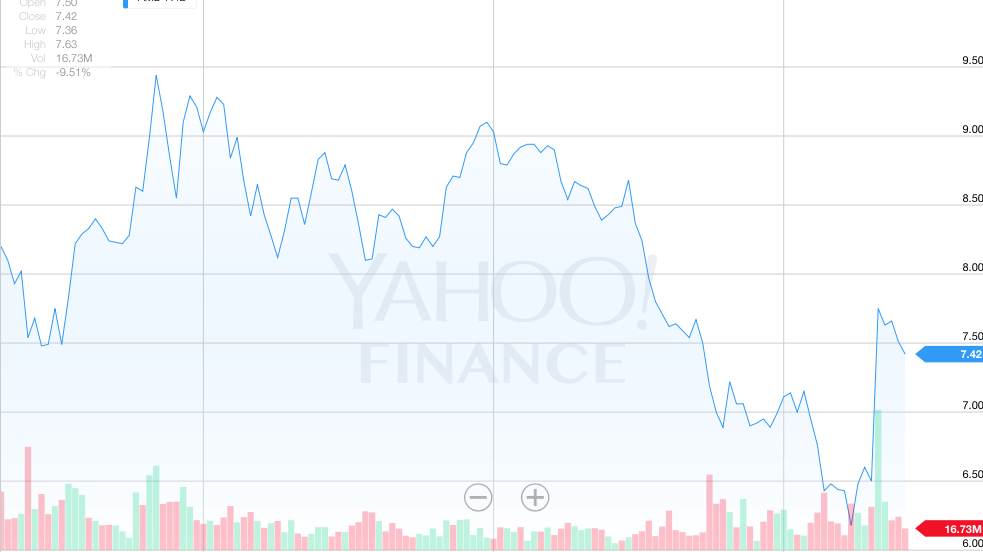 Open 7.50
Close 7.42
Low 7.36
High 7.63
Vol 16.73M
% Chg -9.51%
9.50
9.00
8.50
8.00
YAHOO!
FINANCE
7.50
7.42
7.00
6.50
16.73M
6.00